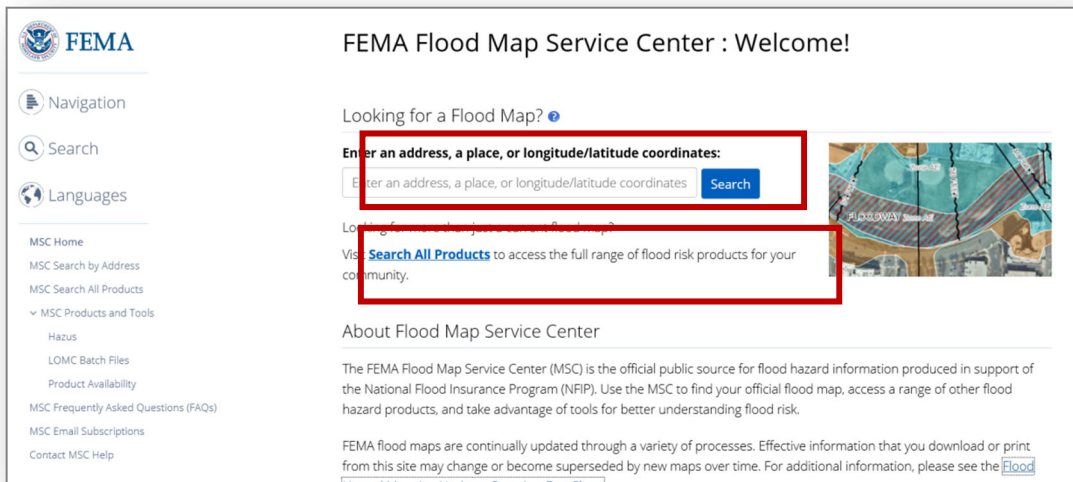 FEMA
Navigation
Search
Languages
MSC Home
MSC Search by Address
MSC Search All Products
MSC Products and Tools
Hazus
LOMC Batch Files
Product Availability
MSC Frequently Asked Questions (FAQs)
MSC Email Subscriptions
Contact MSC Help
FEMA Flood Map Service Center : Welcome!
Looking for a Flood Map?
Enter an address, a place, or longitude/latitude coordinates:
Enter an address, a place, or longitude/latitude coordinates Search
Looking for more than just a current flood map?
Visit Search All Products to access the full range of flood risk products for your
community.
FLOODWAY Zone AE
About Flood Map Service Center
The FEMA Flood Map Service Center (MSC) is the official public source for flood hazard information produced in support of
the National Flood Insurance Program (NFIP). Use the MSC to find your official flood map, access a range of other flood
hazard products, and take advantage of tools for better understanding flood risk.
FEMA flood maps are continually updated through a variety of processes. Effective information that you download or print
from this site may change or become superseded by new maps over time. For additional information, please see the Flood